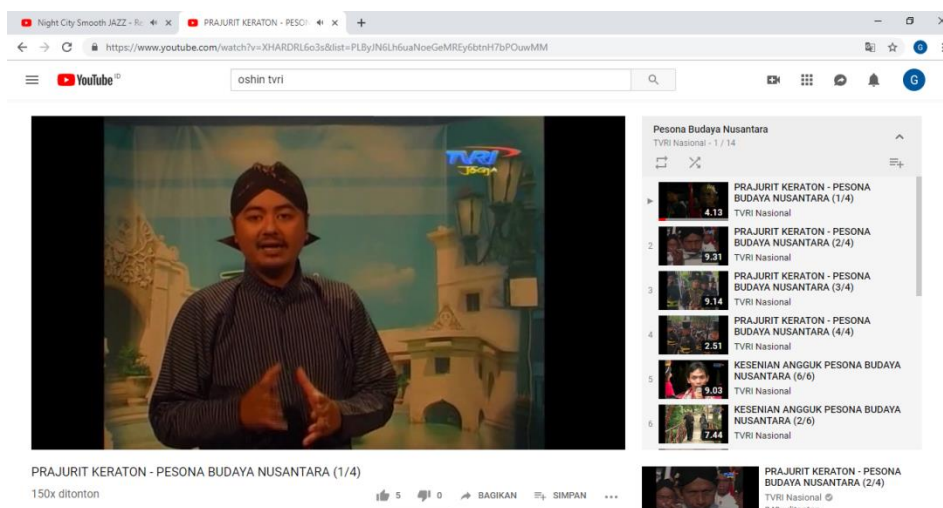 Night City Smooth JAZZ - Re
PRAJURIT KERATON - PESON
https://www.youtube.com/watch?v=XHARDRL6o3s&list=PLByJN6Lh6uaNoeGeMREy6btnH7bPOuwMM
G
YouTube ID
oshin tvri
G
TVRI
Jogja
Pesona Budaya Nusantara
TVRI Nasional - 1 / 14
PRAJURIT KERATON - PESONA
BUDAYA NUSANTARA (1/4)
4.13
TVRI Nasional
2
PRAJURIT KERATON - PESONA
BUDAYA NUSANTARA (2/4)
9.31
TVRI Nasional
3
PRAJURIT KERATON - PESONA
BUDAYA NUSANTARA (3/4)
9.14
TVRI Nasional
4
PRAJURIT KERATON - PESONA
BUDAYA NUSANTARA (4/4)
2.51
TVRI Nasional
5
KESENIAN ANGGUK PESONA BUDAYA
NUSANTARA (6/6)
9.03
TVRI Nasional
6
KESENIAN ANGGUK PESONA BUDAYA
NUSANTARA (2/6)
7.44
TVRI Nasional
PRAJURIT KERATON - PESONA BUDAYA NUSANTARA (1/4)
150x ditonton
5 0 BAGIKAN SIMPAN
PRAJURIT KERATON - PESONA
BUDAYA NUSANTARA (2/4)
TVRI Nasional